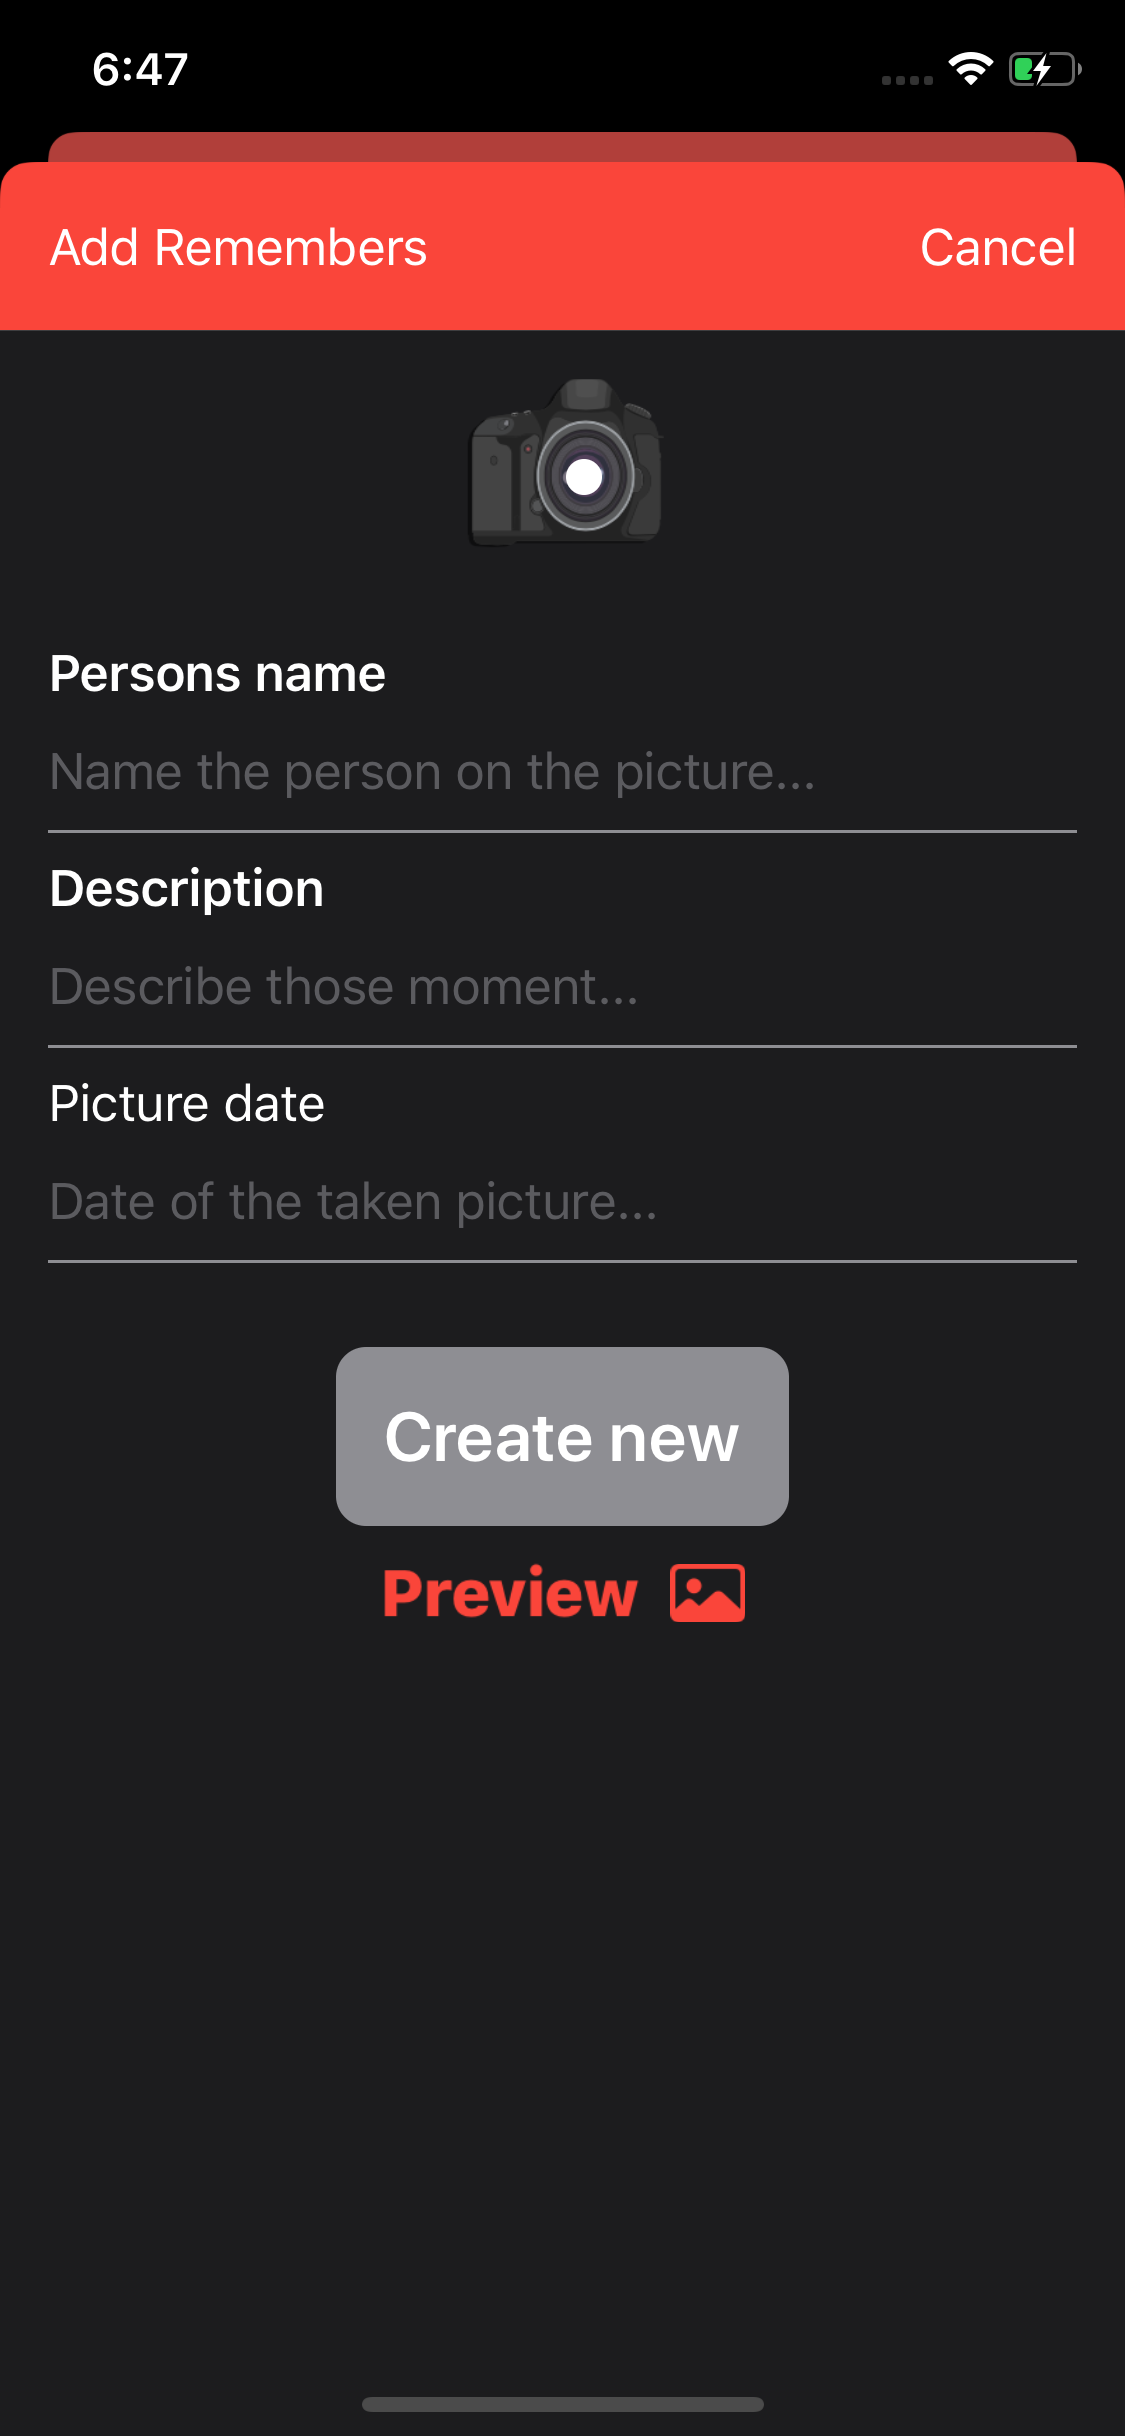 6:47
Add Remembers
Cancel
Persons name
Name the person on the picture...
Description
Describe those moment...
Picture date
Date of the taken picture...
Create new
Preview